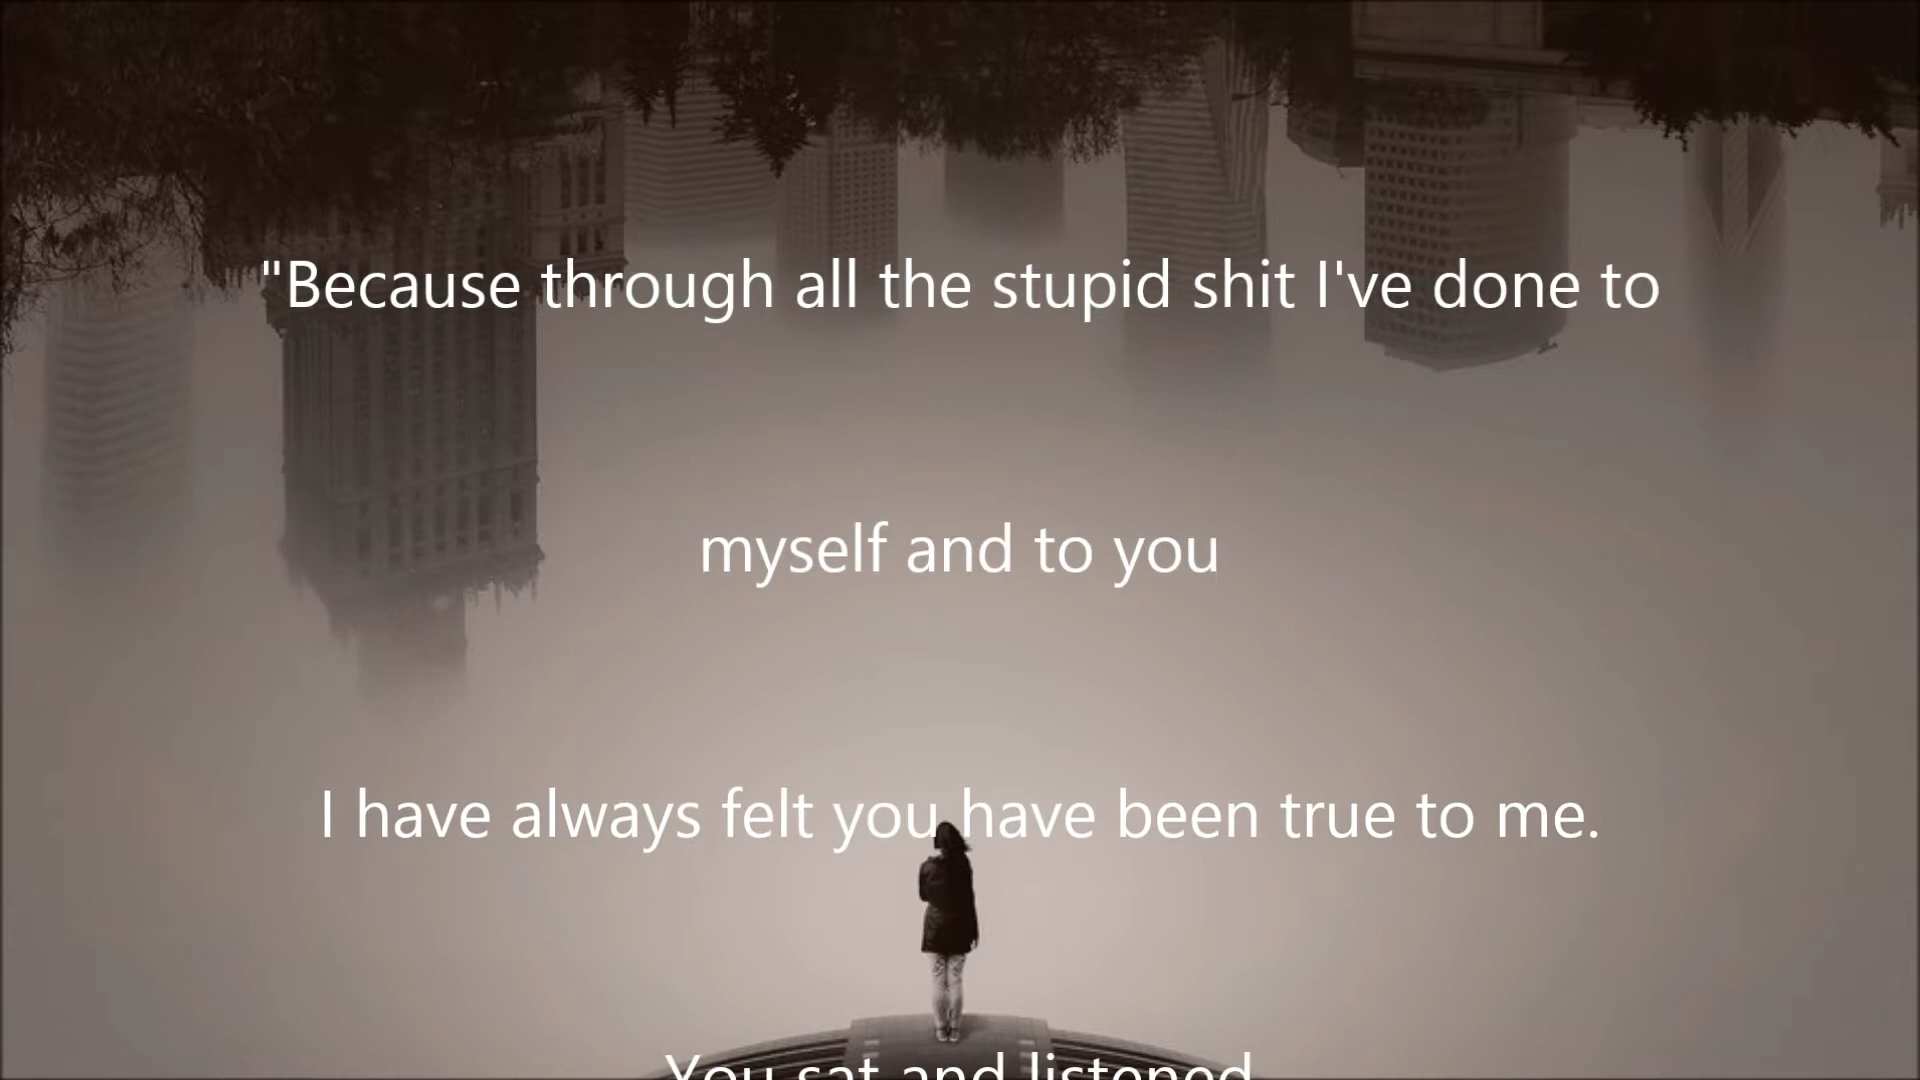 "Because through all the stupid shit I've done to
myself and to you
I have always felt you have been true to me.
You sat and listened